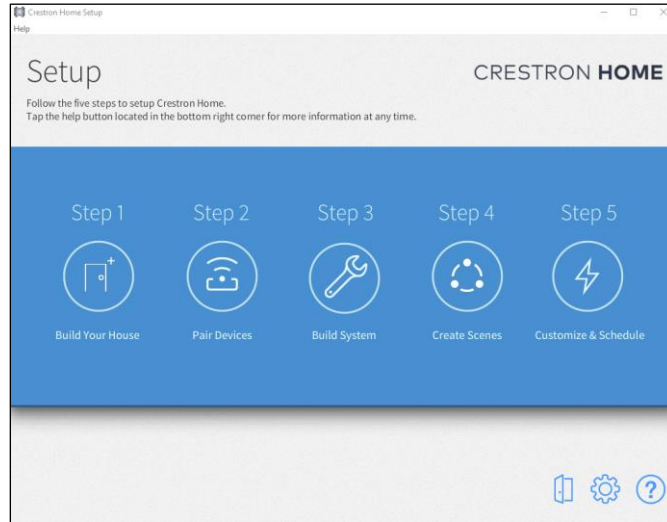 Crestron Home Setup
Help
Setup
CRESTRON HOME
Follow the five steps to setup Crestron Home.
Tap the help button located in the bottom right corner for more information at any time.
Step 1
Step 2
Step 3
Step 4
Step 5
Build Your House
Pair Devices
Build System
Create Scenes
Customize & Schedule
?